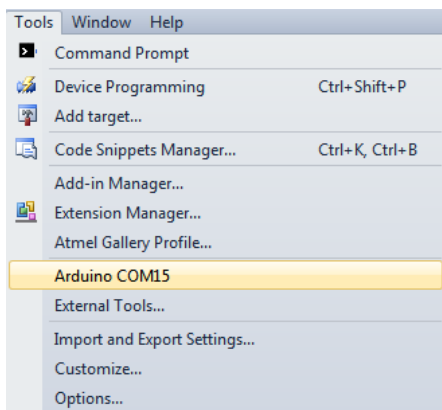 Tools Window Help
Command Prompt
Device Programming Ctrl+Shift+P
Add target...
Code Snippets Manager... Ctrl+K, Ctrl+B
Add-in Manager...
Extension Manager...
Atmel Gallery Profile...
Arduino COM15
External Tools...
Import and Export Settings...
Customize...
Options...